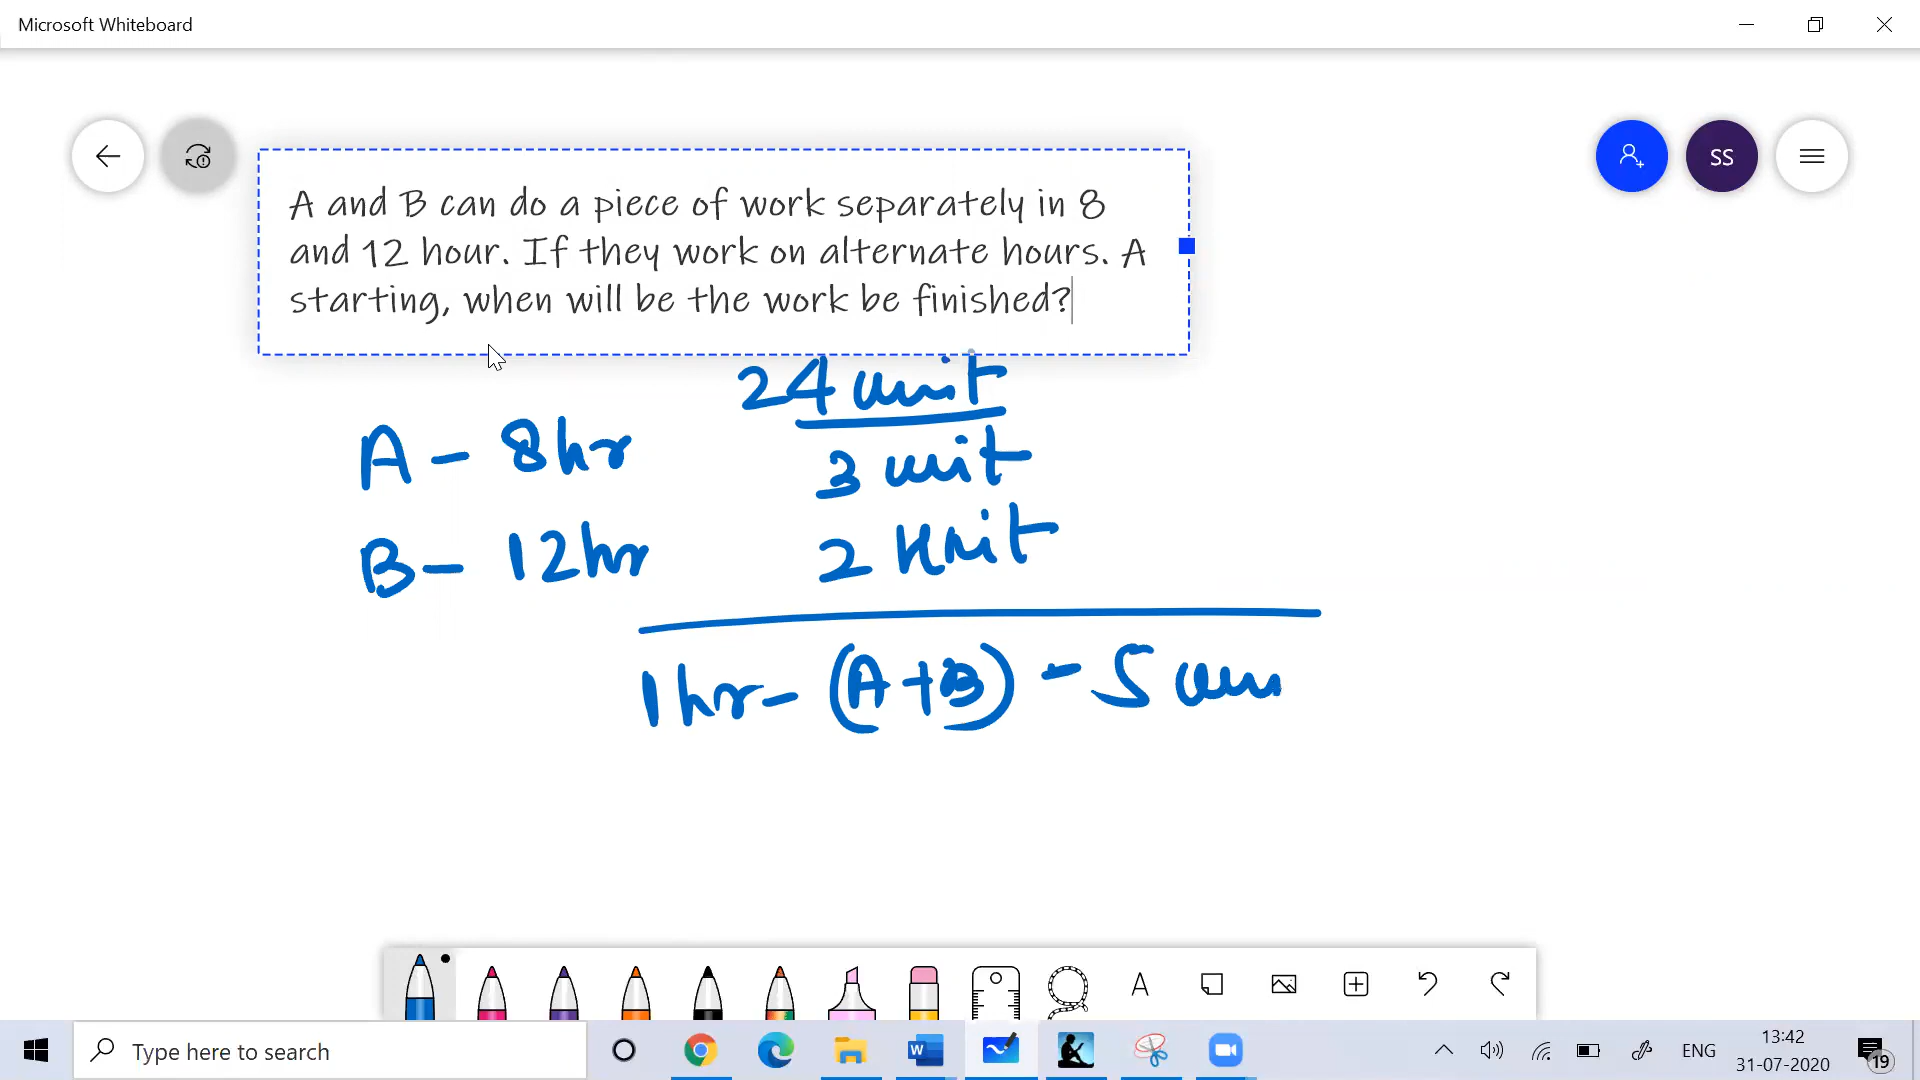 Microsoft Whiteboard
SS
A and B can do a piece of work separately in 8
and 12 hour. If they work on alternate hours. A
starting, when will be the work be finished?
24 unit
A - 8hr 3 unit
B - 12hr 2 unit
1hr - (A+B) - 5 un
A
Type here to search
W
ENG
13:42
31-07-2020
19